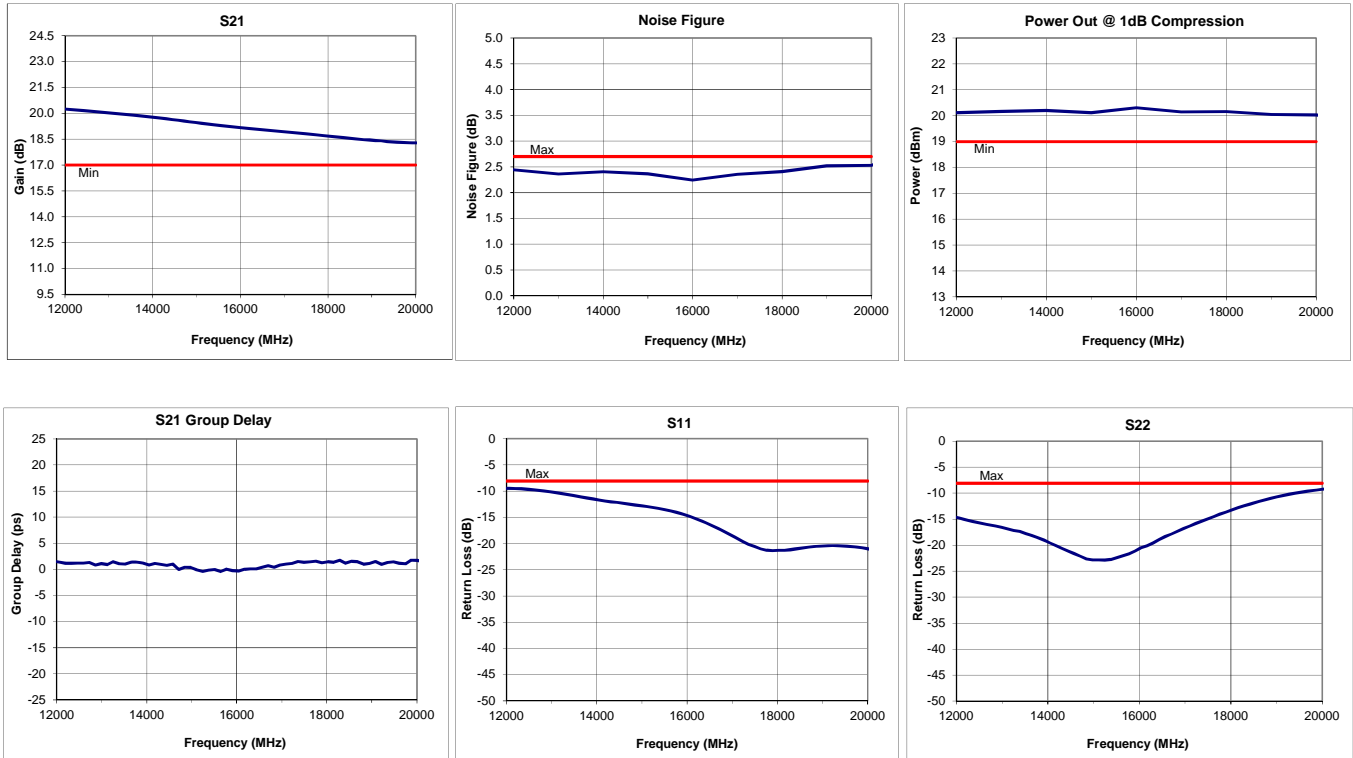 S21
24.5
23.0
21.5
20.0
18.5
17.0
15.5
14.0
12.5
11.0
9.5
Gain (dB)
Min
12000 14000 16000 18000 20000
Frequency (MHz)
Noise Figure
5.0
4.5
4.0
3.5
3.0
2.5
2.0
1.5
1.0
0.5
0.0
Noise Figure (dB)
Max
12000 14000 16000 18000 20000
Frequency (MHz)
Power Out @ 1dB Compression
23
22
21
20
19
18
17
16
15
14
13
Power (dBm)
Min
12000 14000 16000 18000 20000
Frequency (MHz)
S21 Group Delay
25
20
15
10
5
0
-5
-10
-15
-20
-25
Group Delay (ps)
12000 14000 16000 18000 20000
Frequency (MHz)
S11
0
-5
-10
-15
-20
-25
-30
-35
-40
-45
-50
Return Loss (dB)
Max
12000 14000 16000 18000 20000
Frequency (MHz)
S22
0
-5
-10
-15
-20
-25
-30
-35
-40
-45
-50
Return Loss (dB)
Max
12000 14000 16000 18000 20000
Frequency (MHz)